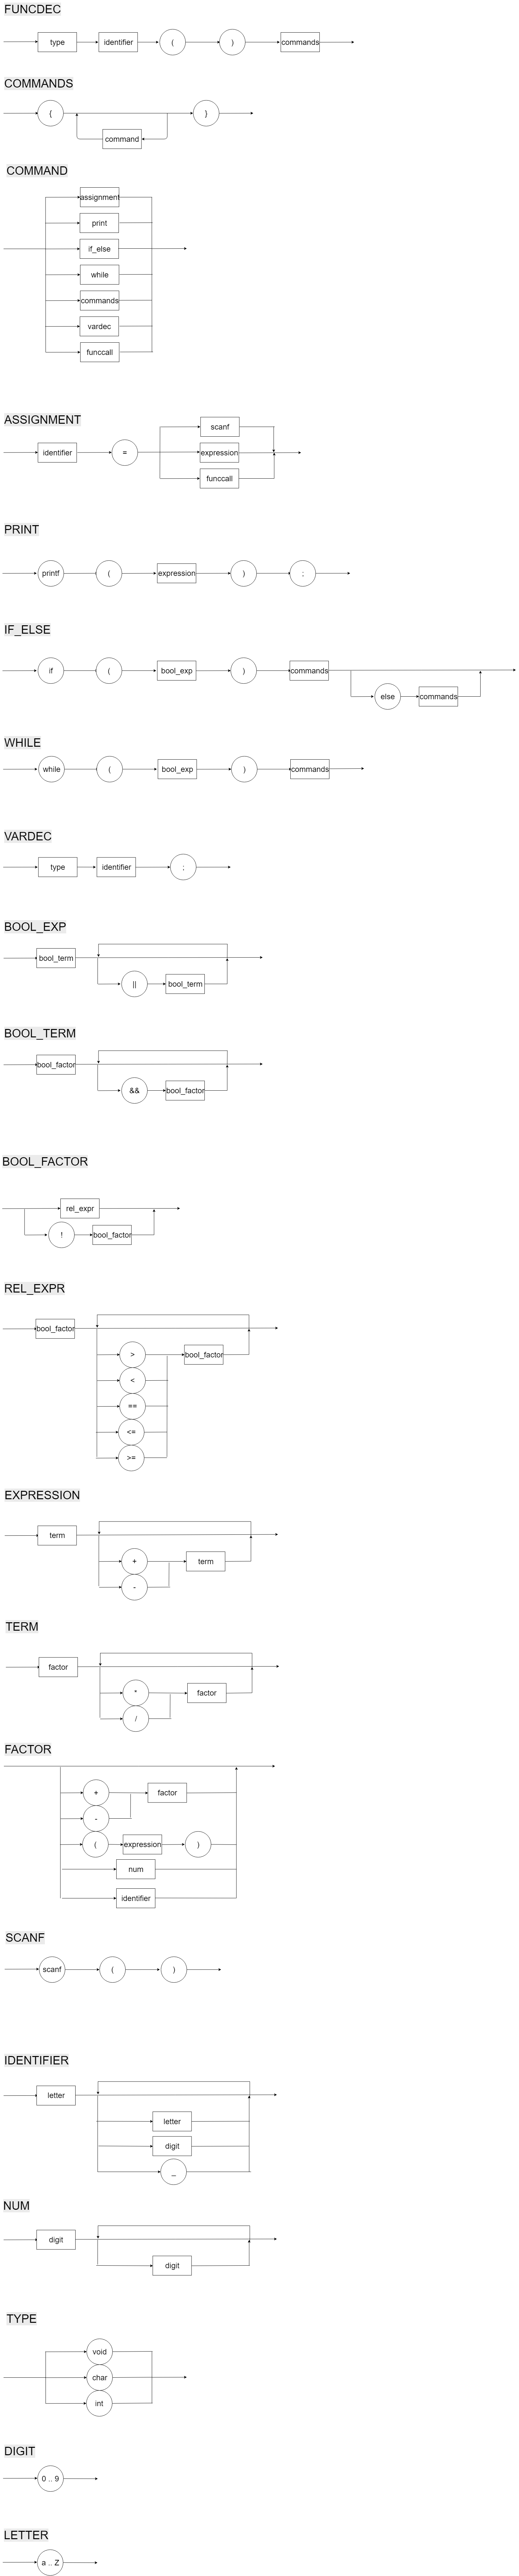 FUNCDEC
type identifier ( ) commands
COMMANDS
{ }
command
COMMAND
assignment
print
if_else
while
commands
vardec
funccall
ASSIGNMENT
scanf
identifier = expression
funccall
PRINT
printf ( expression ) ;
IF_ELSE
if ( bool_exp ) commands
else commands
WHILE
while ( bool_exp ) commands
VARDEC
type identifier ;
BOOL_EXP
bool_term
|| bool_term
BOOL_TERM
bool_factor
&& bool_factor
BOOL_FACTOR
rel_expr
! bool_factor
REL_EXPR
bool_factor
> bool_factor
<
==
<=
>=
EXPRESSION
term
+ term
-
TERM
factor
* factor
/
FACTOR
+ factor
-
( expression )
num
identifier
SCANF
scanf ( )
IDENTIFIER
letter
letter
digit
_
NUM
digit
digit
TYPE
void
char
int
DIGIT
0 .. 9
LETTER
a .. Z